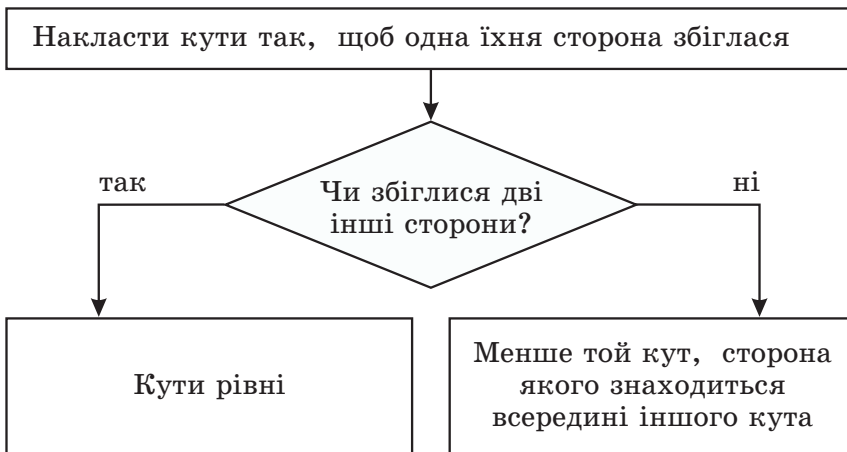 Накласти кути так, щоб одна їхня сторона збіглася
так
Чи збіглися дві
інші сторони?
ні
Кути рівні
Менше той кут, сторона
якого знаходиться
всередині іншого кута